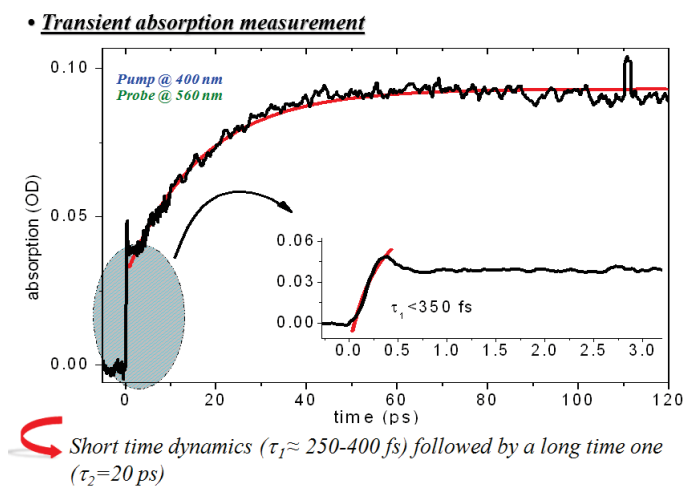 • Transient absorption measurement
Pump @ 400 nm
Probe @ 560 nm
absorption (OD)
0.10
0.05
0.00
0.06
0.03
0.00
τ1<350 fs
0.0 0.5 1.0 1.5 2.0 2.5 3.0
0 20 40 60 80 100 120
time (ps)
Short time dynamics (τ1≈ 250-400 fs) followed by a long time one
(τ2=20 ps)